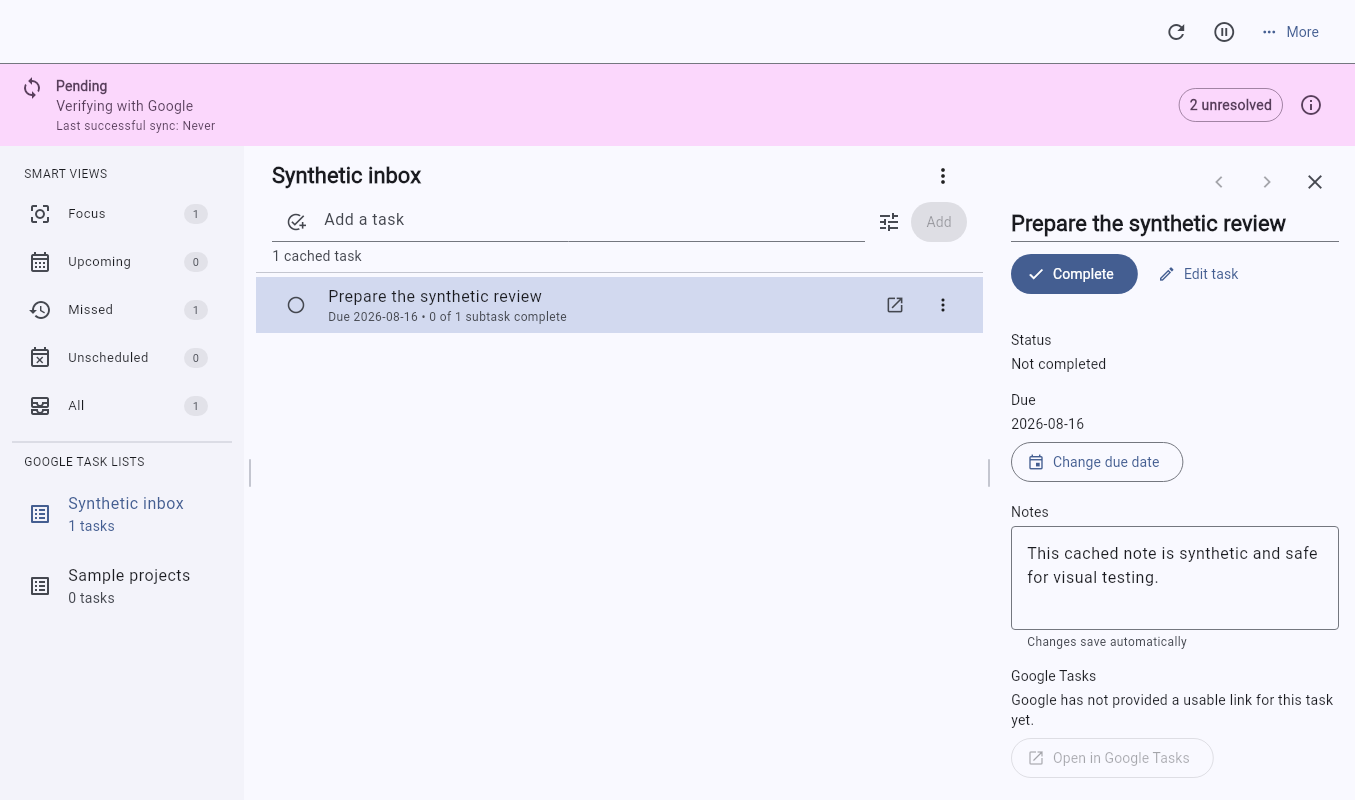 More
Pending
Verifying with Google
Last successful sync: Never
2 unresolved
SMART VIEWS
Focus 1
Upcoming 0
Missed 1
Unscheduled 0
All 1
GOOGLE TASK LISTS
Synthetic inbox
1 tasks
Sample projects
0 tasks
Synthetic inbox
Add a task
Add
1 cached task
Prepare the synthetic review
Due 2026-08-16 • 0 of 1 subtask complete
Prepare the synthetic review
Complete
Edit task
Status
Not completed
Due
2026-08-16
Change due date
Notes
This cached note is synthetic and safe
for visual testing.
Changes save automatically
Google Tasks
Google has not provided a usable link for this task
yet.
Open in Google Tasks